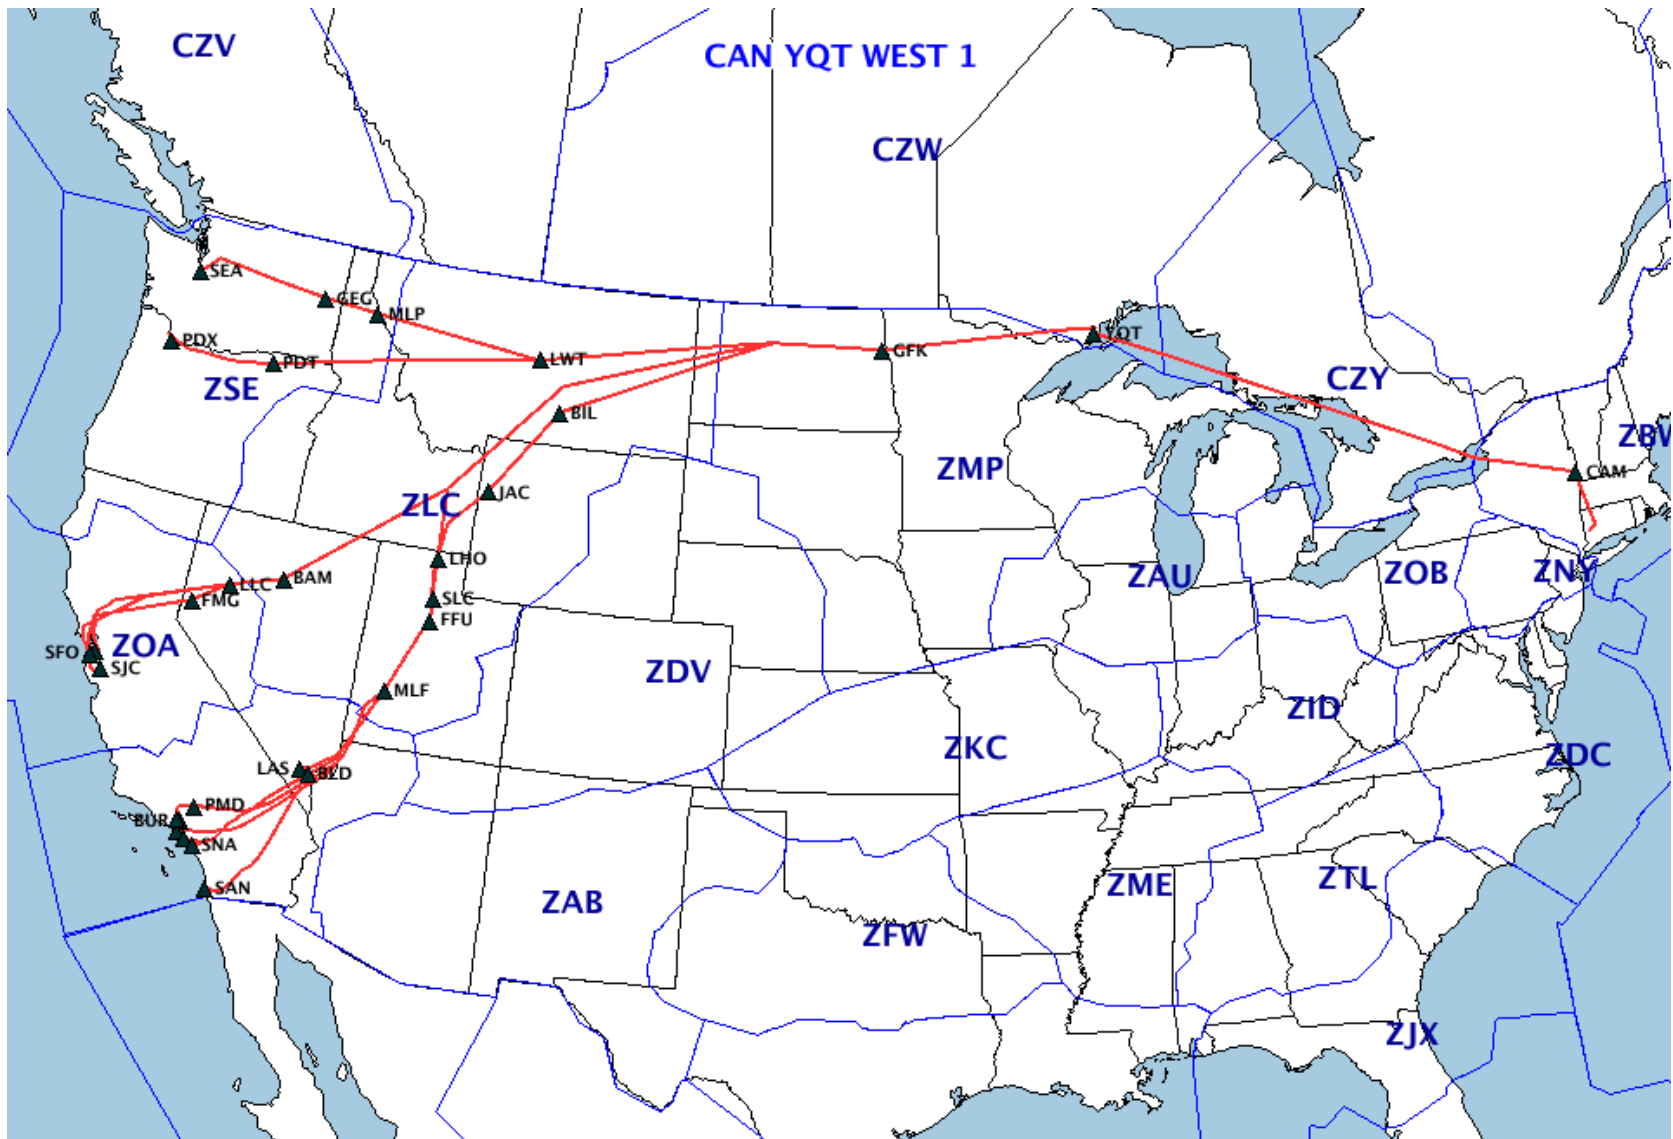 CZV
CAN YQT WEST 1
CZW
SEA
GEG
MLP
PDX
PDT
LWT
GFK
YQT
ZSE
CZY
BIL
ZBW
ZMP
CAM
ZLC
JAC
LHO
BAM
LLC
FMG
SLC
FFU
ZAU
ZOB
ZNY
SFO
ZOA
SJC
ZDV
MLF
ZID
ZKC
ZDC
LAS
BLD
PMD
BUR
SNA
SAN
ZAB
ZME
ZTL
ZFW
ZJX